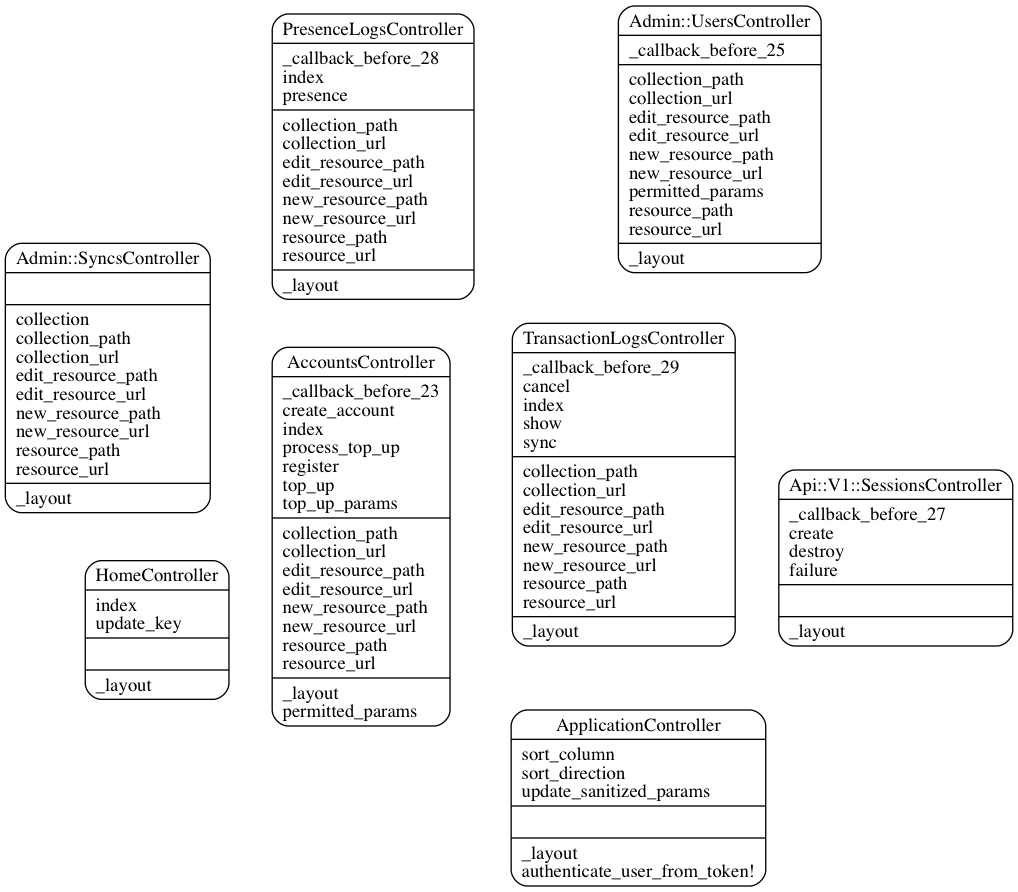 PresenceLogsController
_callback_before_28
index
presence
collection_path
collection_url
edit_resource_path
edit_resource_url
new_resource_path
new_resource_url
resource_path
resource_url
_layout
Admin::UsersController
_callback_before_25
collection_path
collection_url
edit_resource_path
edit_resource_url
new_resource_path
new_resource_url
permitted_params
resource_path
resource_url
_layout
Admin::SyncsController
collection
collection_path
collection_url
edit_resource_path
edit_resource_url
new_resource_path
new_resource_url
resource_path
resource_url
_layout
AccountsController
_callback_before_23
create_account
index
process_top_up
register
top_up
top_up_params
collection_path
collection_url
edit_resource_path
edit_resource_url
new_resource_path
new_resource_url
resource_path
resource_url
_layout
permitted_params
TransactionLogsController
_callback_before_29
cancel
index
show
sync
collection_path
collection_url
edit_resource_path
edit_resource_url
new_resource_path
new_resource_url
resource_path
resource_url
_layout
Api::V1::SessionsController
_callback_before_27
create
destroy
failure
_layout
HomeController
index
update_key
_layout
ApplicationController
sort_column
sort_direction
update_sanitized_params
_layout
authenticate_user_from_token!